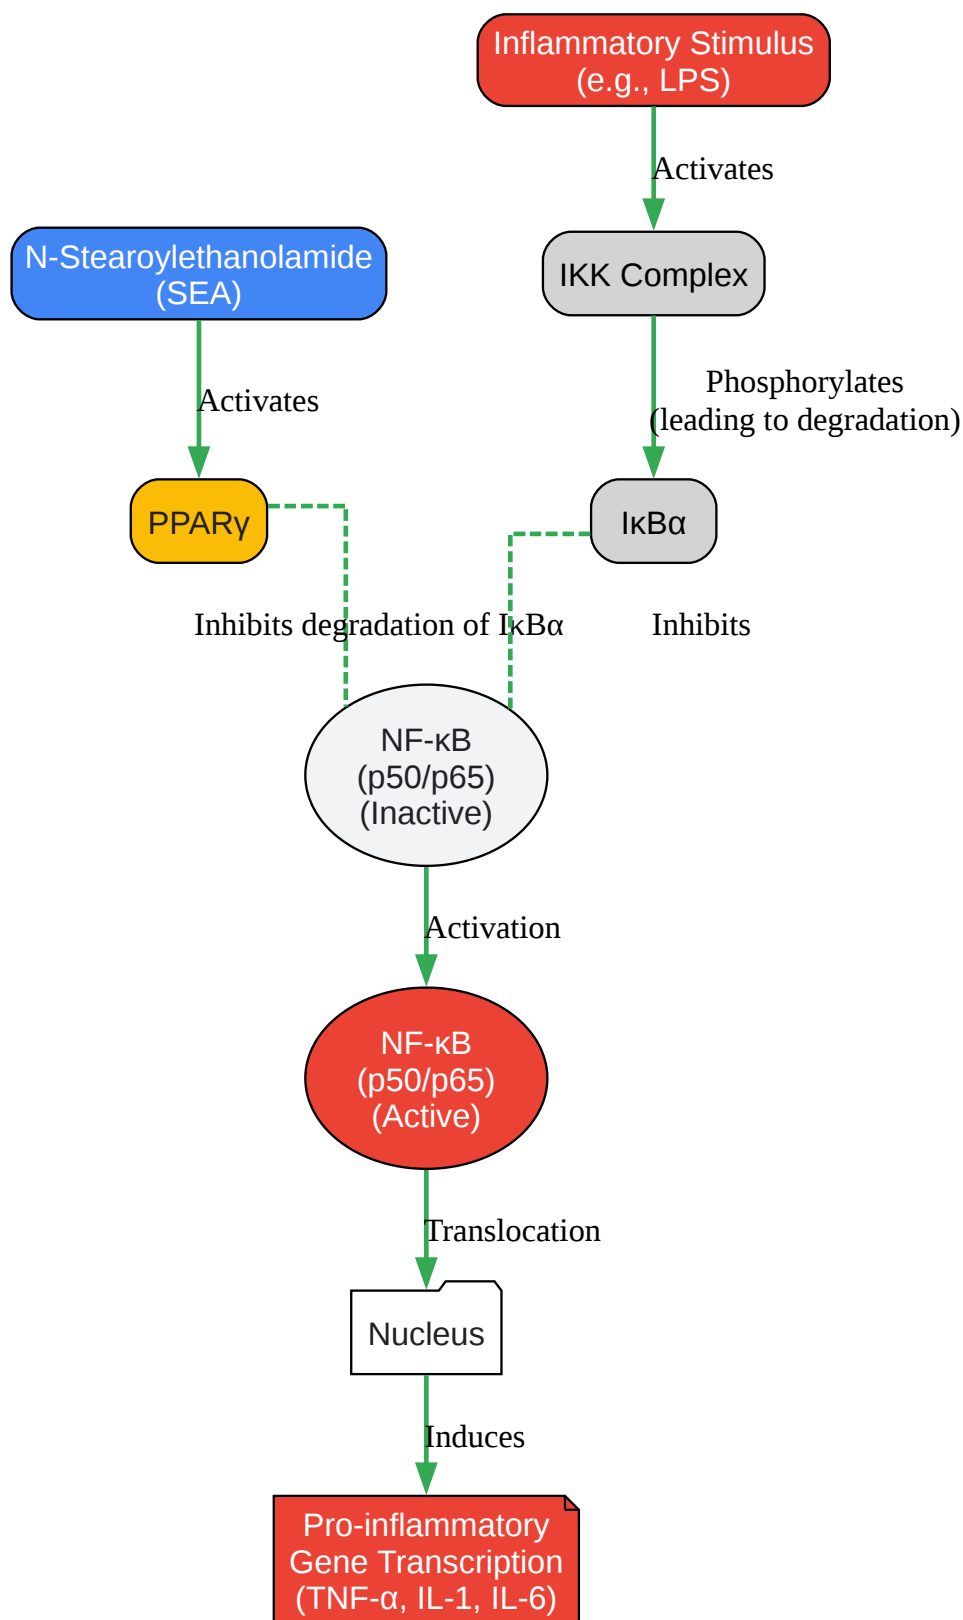 Inflammatory Stimulus
(e.g., LPS)
Activates
N-Stearoylethanolamide
(SEA)
IKK Complex
Activates
Phosphorylates
(leading to degradation)
PPARγ
IκBα
Inhibits degradation of IκBα
Inhibits
NF-κB
(p50/p65)
(Inactive)
Activation
NF-κB
(p50/p65)
(Active)
Translocation
Nucleus
Induces
Pro-inflammatory
Gene Transcription
(TNF-α, IL-1, IL-6)